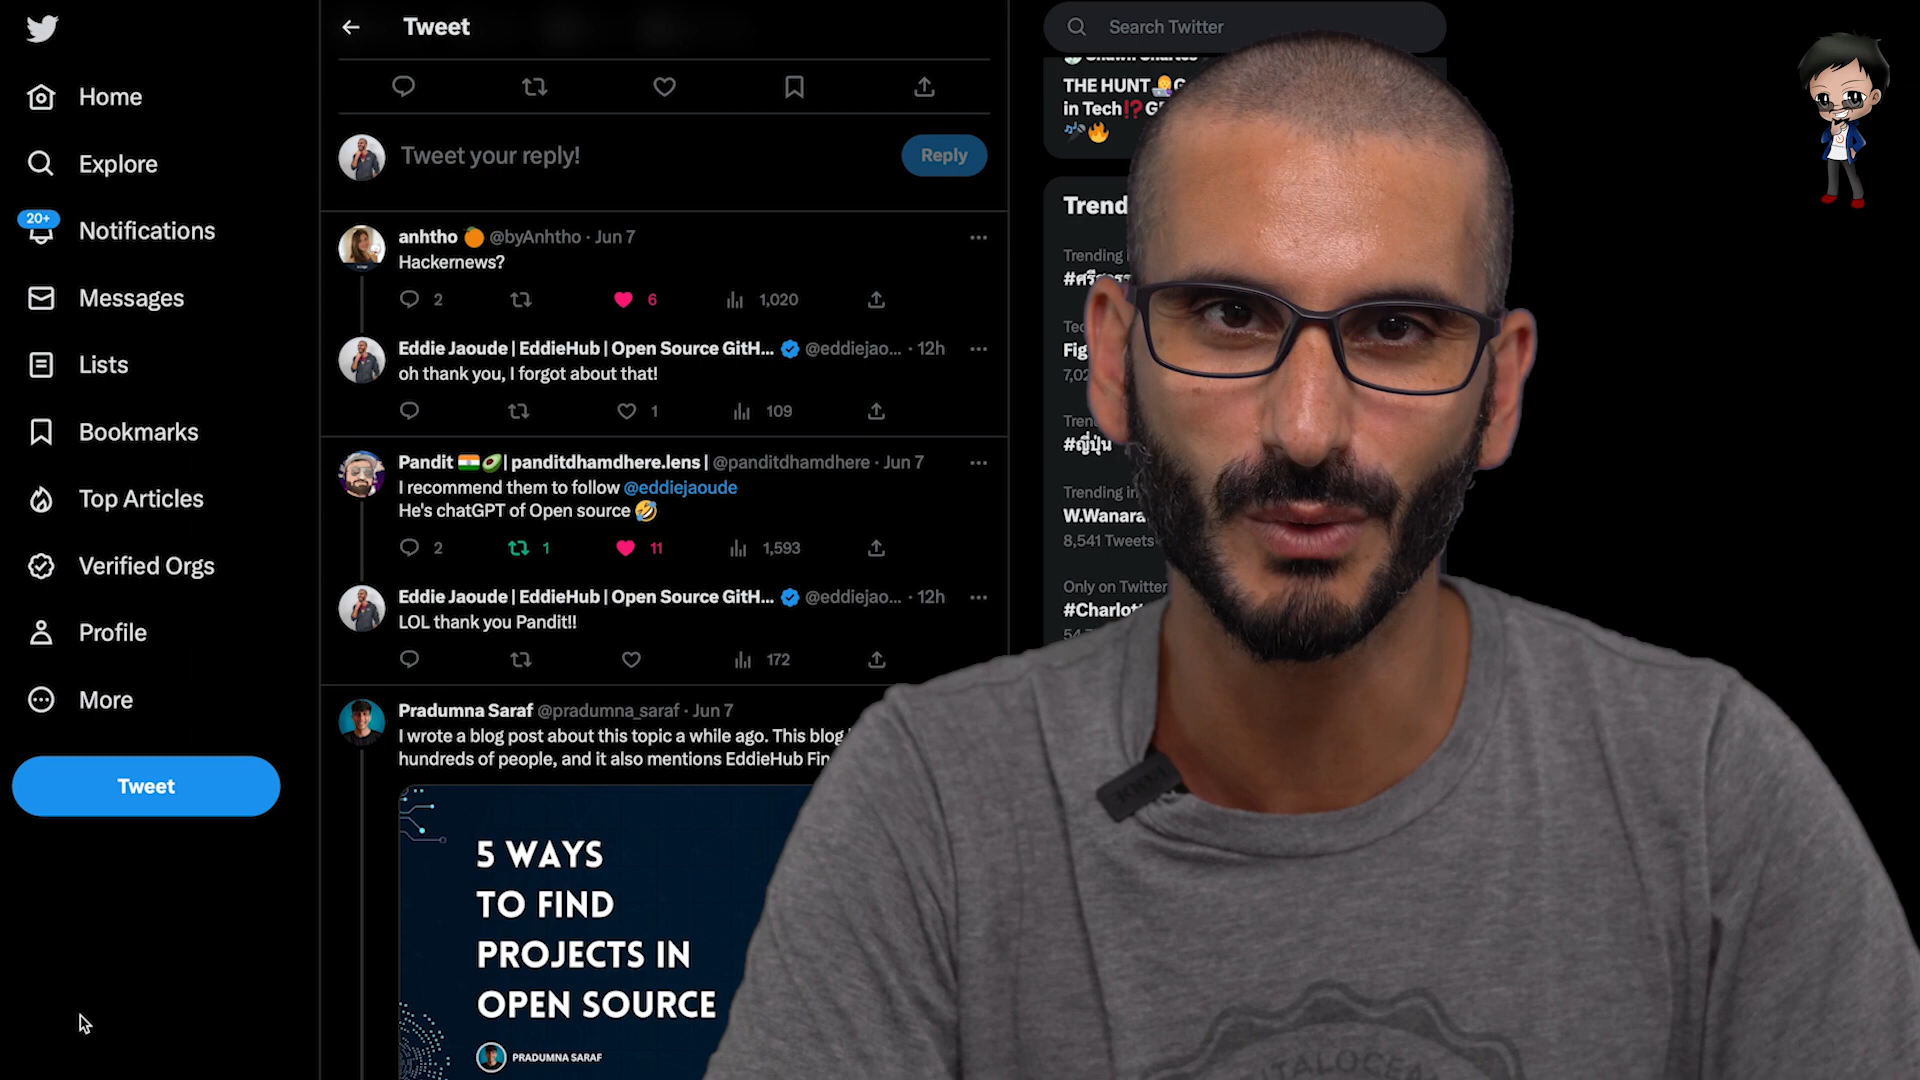 Home
Explore
20+
Notifications
Messages
Lists
Bookmarks
Top Articles
Verified Orgs
Profile
More
Tweet
Tweet
Tweet your reply!
Reply
anhtho 🍊 @byAnhtho · Jun 7
Hackernews?
2 6 1,020
Eddie Jaoude | EddieHub | Open Source GitH... @eddiejao... · 12h
oh thank you, I forgot about that!
1 109
Pandit 🇮🇳🥑| panditdhamdhere.lens | @panditdhamdhere · Jun 7
I recommend them to follow @eddiejaoude
He's chatGPT of Open source 🤣
2 1 11 1,593
Eddie Jaoude | EddieHub | Open Source GitH... @eddiejao... · 12h
LOL thank you Pandit!!
172
Pradumna Saraf @pradumna_saraf · Jun 7
I wrote a blog post about this topic a while ago. This blog
hundreds of people, and it also mentions EddieHub
5 WAYS
TO FIND
PROJECTS IN
OPEN SOURCE
PRADUMNA SARAF
Search Twitter
THE HUNT
in Tech⁉️
Trend
Trending
#ญี่ปุ่น
Trending in
W.Wanara
8,541 Tweets
Only on Twitter
#Charlot